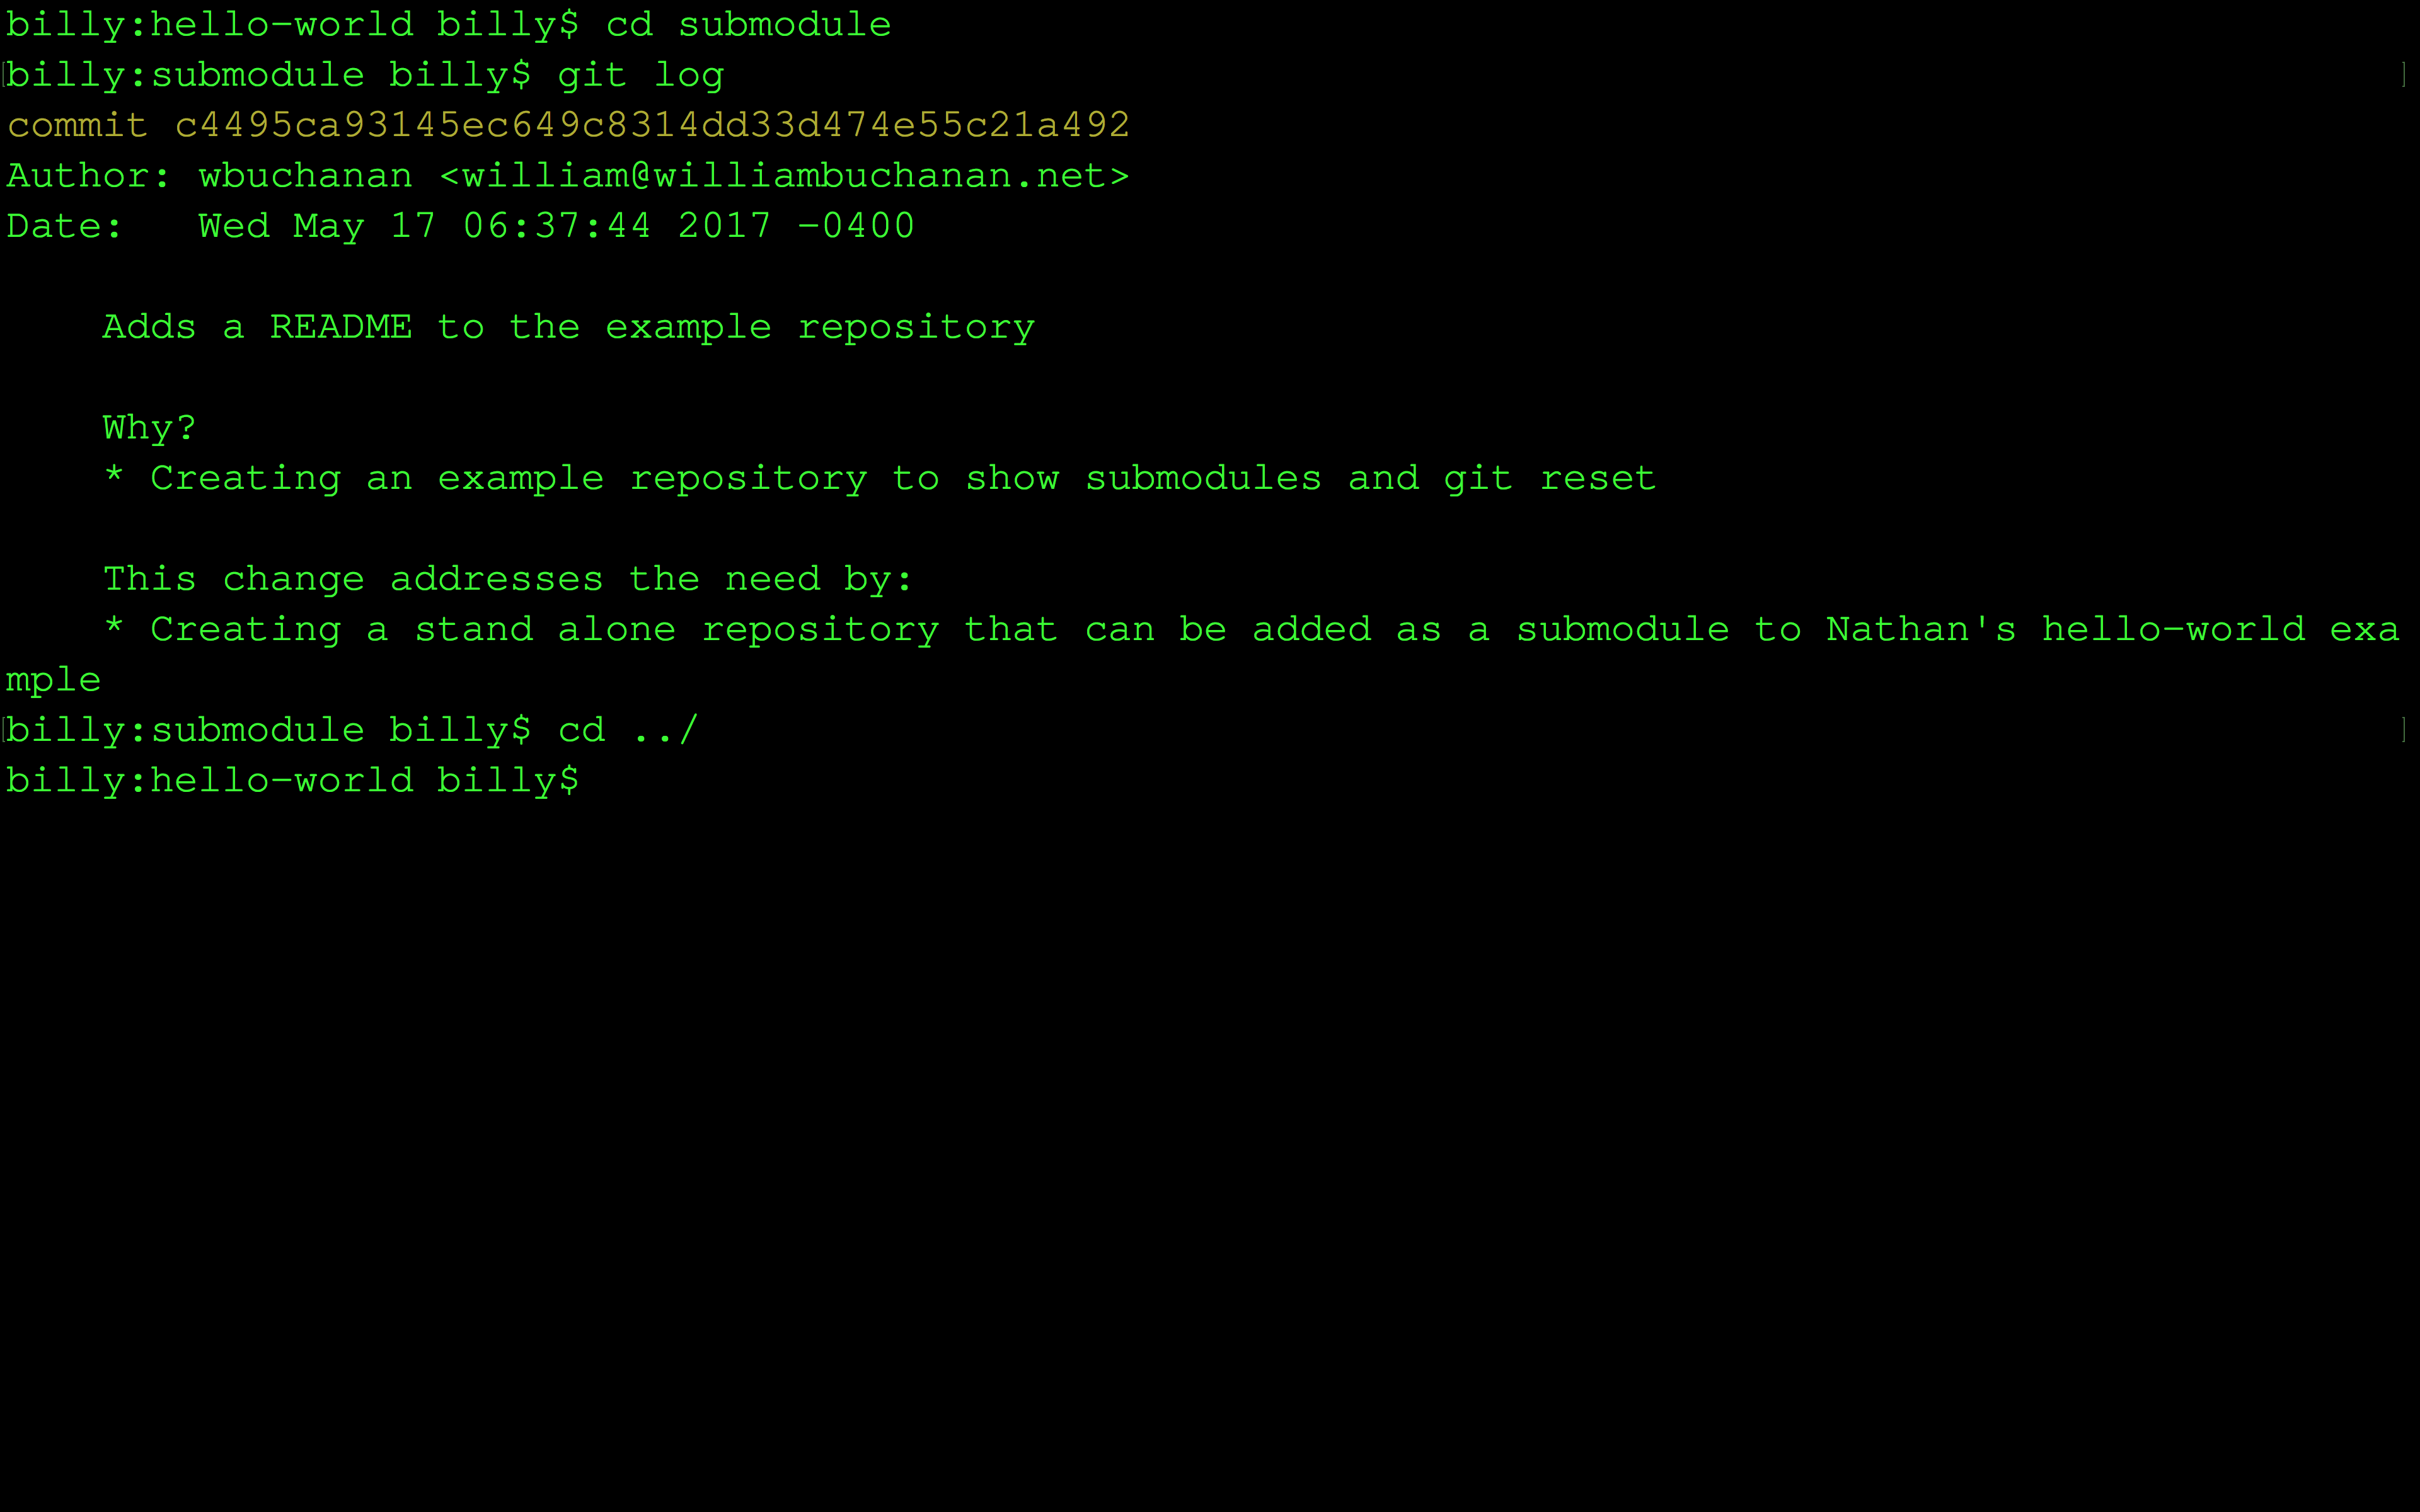 billy:hello-world billy$ cd submodule
[billy:submodule billy$ git log ]
commit c4495ca93145ec649c8314dd33d474e55c21a492
Author: wbuchanan <william@williambuchanan.net>
Date:   Wed May 17 06:37:44 2017 -0400

    Adds a README to the example repository

    Why?
    * Creating an example repository to show submodules and git reset

    This change addresses the need by:
    * Creating a stand alone repository that can be added as a submodule to Nathan's hello-world exa
mple
[billy:submodule billy$ cd ../ ]
billy:hello-world billy$